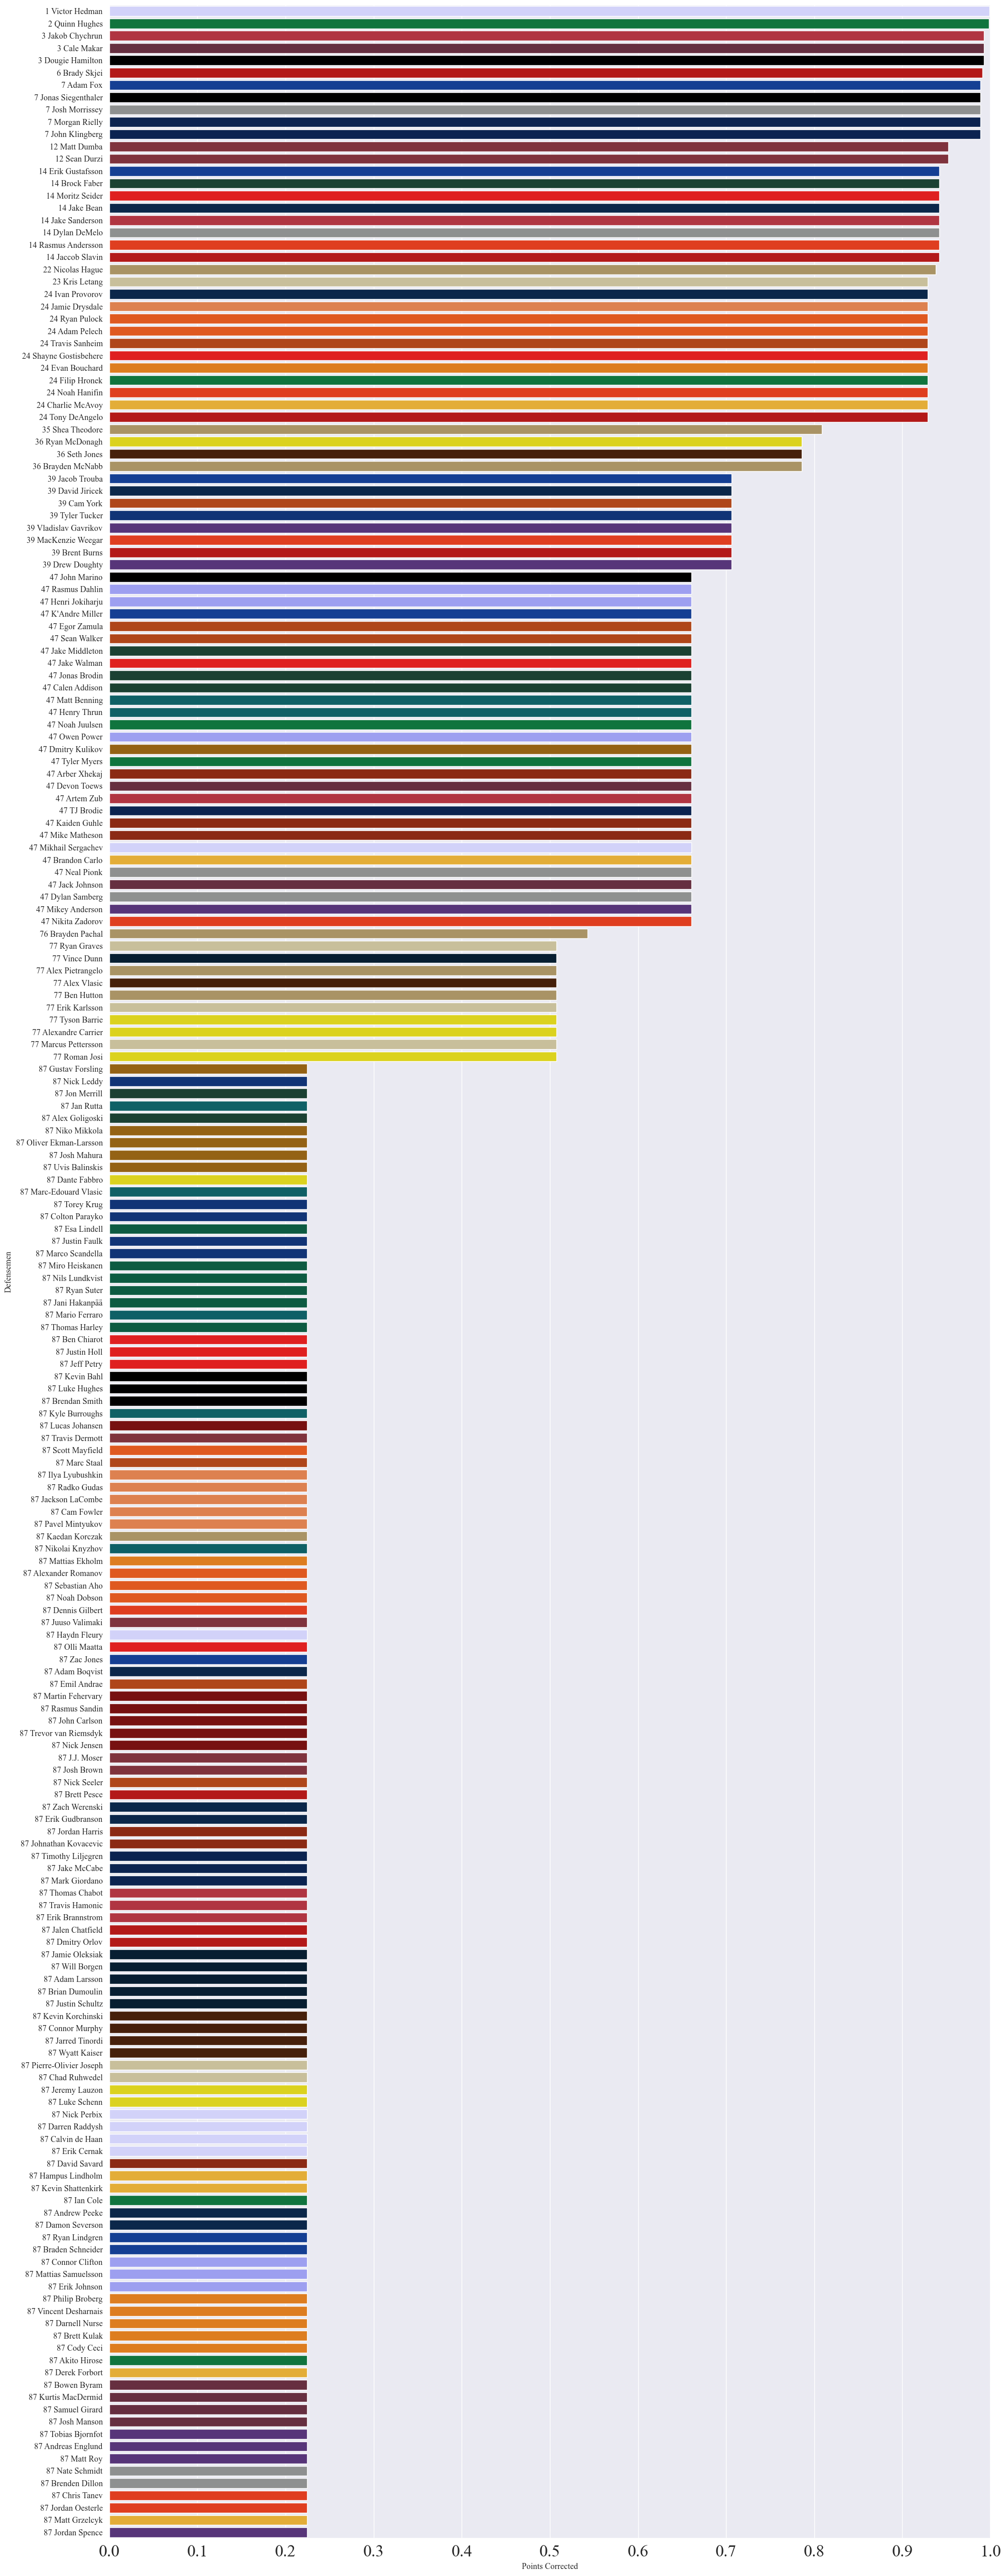 1 Victor Hedman
2 Quinn Hughes
3 Jakob Chychrun
3 Cale Makar
3 Dougie Hamilton
6 Brady Skjei
7 Adam Fox
7 Jonas Siegenthaler
7 Josh Morrissey
7 Morgan Rielly
7 John Klingberg
12 Matt Dumba
12 Sean Durzi
14 Erik Gustafsson
14 Brock Faber
14 Moritz Seider
14 Jake Bean
14 Jake Sanderson
14 Dylan DeMelo
14 Rasmus Andersson
14 Jaccob Slavin
22 Nicolas Hague
23 Kris Letang
24 Ivan Provorov
24 Jamie Drysdale
24 Ryan Pulock
24 Adam Pelech
24 Travis Sanheim
24 Shayne Gostisbehere
24 Evan Bouchard
24 Filip Hronek
24 Noah Hanifin
24 Charlie McAvoy
24 Tony DeAngelo
35 Shea Theodore
36 Ryan McDonagh
36 Seth Jones
36 Brayden McNabb
39 Jacob Trouba
39 David Jiricek
39 Cam York
39 Tyler Tucker
39 Vladislav Gavrikov
39 MacKenzie Weegar
39 Brent Burns
39 Drew Doughty
47 John Marino
47 Rasmus Dahlin
47 Henri Jokiharju
47 K'Andre Miller
47 Egor Zamula
47 Sean Walker
47 Jake Middleton
47 Jake Walman
47 Jonas Brodin
47 Calen Addison
47 Matt Benning
47 Henry Thrun
47 Noah Juulsen
47 Owen Power
47 Dmitry Kulikov
47 Tyler Myers
47 Arber Xhekaj
47 Devon Toews
47 Artem Zub
47 TJ Brodie
47 Kaiden Guhle
47 Mike Matheson
47 Mikhail Sergachev
47 Brandon Carlo
47 Neal Pionk
47 Jack Johnson
47 Dylan Samberg
47 Mikey Anderson
47 Nikita Zadorov
76 Brayden Pachal
77 Ryan Graves
77 Vince Dunn
77 Alex Pietrangelo
77 Alex Vlasic
77 Ben Hutton
77 Erik Karlsson
77 Tyson Barrie
77 Alexandre Carrier
77 Marcus Pettersson
77 Roman Josi
87 Gustav Forsling
87 Nick Leddy
87 Jon Merrill
87 Jan Rutta
87 Alex Goligoski
87 Niko Mikkola
87 Oliver Ekman-Larsson
87 Josh Mahura
87 Uvis Balinskis
87 Dante Fabbro
87 Marc-Edouard Vlasic
87 Torey Krug
87 Colton Parayko
87 Esa Lindell
87 Justin Faulk
87 Marco Scandella
87 Miro Heiskanen
87 Nils Lundkvist
87 Ryan Suter
87 Jani Hakanpää
87 Mario Ferraro
87 Thomas Harley
87 Ben Chiarot
87 Justin Holl
87 Jeff Petry
87 Kevin Bahl
87 Luke Hughes
87 Brendan Smith
87 Kyle Burroughs
87 Lucas Johansen
87 Travis Dermott
87 Scott Mayfield
87 Marc Staal
87 Ilya Lyubushkin
87 Radko Gudas
87 Jackson LaCombe
87 Cam Fowler
87 Pavel Mintyukov
87 Kaedan Korczak
87 Nikolai Knyzhov
87 Mattias Ekholm
87 Alexander Romanov
87 Sebastian Aho
87 Noah Dobson
87 Dennis Gilbert
87 Juuso Valimaki
87 Haydn Fleury
87 Olli Maatta
87 Zac Jones
87 Adam Boqvist
87 Emil Andrae
87 Martin Fehervary
87 Rasmus Sandin
87 John Carlson
87 Trevor van Riemsdyk
87 Nick Jensen
87 J.J. Moser
87 Josh Brown
87 Nick Seeler
87 Brett Pesce
87 Zach Werenski
87 Erik Gudbranson
87 Jordan Harris
87 Johnathan Kovacevic
87 Timothy Liljegren
87 Jake McCabe
87 Mark Giordano
87 Thomas Chabot
87 Travis Hamonic
87 Erik Brannstrom
87 Jalen Chatfield
87 Dmitry Orlov
87 Jamie Oleksiak
87 Will Borgen
87 Adam Larsson
87 Brian Dumoulin
87 Justin Schultz
87 Kevin Korchinski
87 Connor Murphy
87 Jarred Tinordi
87 Wyatt Kaiser
87 Pierre-Olivier Joseph
87 Chad Ruhwedel
87 Jeremy Lauzon
87 Luke Schenn
87 Nick Perbix
87 Darren Raddysh
87 Calvin de Haan
87 Erik Cernak
87 David Savard
87 Hampus Lindholm
87 Kevin Shattenkirk
87 Ian Cole
87 Andrew Peeke
87 Damon Severson
87 Ryan Lindgren
87 Braden Schneider
87 Connor Clifton
87 Mattias Samuelsson
87 Erik Johnson
87 Philip Broberg
87 Vincent Desharnais
87 Darnell Nurse
87 Brett Kulak
87 Cody Ceci
87 Akito Hirose
87 Derek Forbort
87 Bowen Byram
87 Kurtis MacDermid
87 Samuel Girard
87 Josh Manson
87 Tobias Bjornfot
87 Andreas Englund
87 Matt Roy
87 Nate Schmidt
87 Brenden Dillon
87 Chris Tanev
87 Jordan Oesterle
87 Matt Grzelcyk
87 Jordan Spence
Defensemen
0.0 0.1 0.2 0.3 0.4 0.5 0.6 0.7 0.8 0.9 1.0
Points Corrected